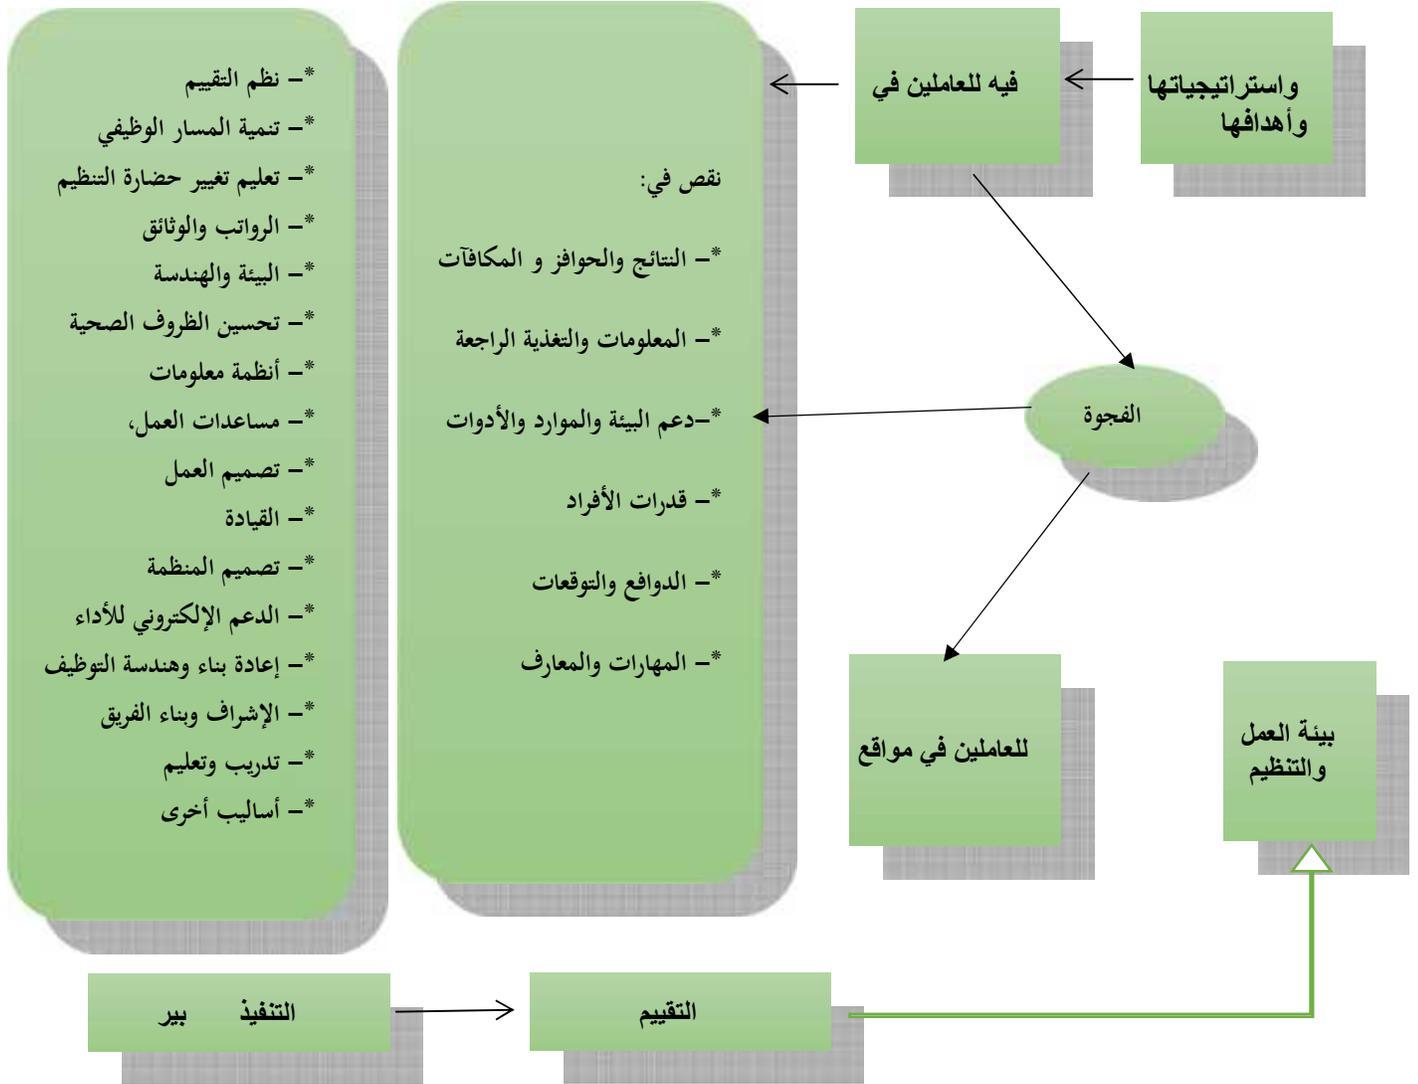 واستراتيجياتها
وأهدافها
فيه للعاملين في
نقص في:
*– النتائج والحوافز و المكافآت
*– المعلومات والتغذية الراجعة
*–دعم البيئة والموارد والأدوات
*– قدرات الأفراد
*– الدوافع والتوقعات
*– المهارات والمعارف
*– نظم التقييم
*– تنمية المسار الوظيفي
*– تعليم تغيير حضارة التنظيم
*– الرواتب والوثائق
*– البيئة والهندسة
*– تحسين الظروف الصحية
*– أنظمة معلومات
*– مساعدات العمل،
*– تصميم العمل
*– القيادة
*– تصميم المنظمة
*– الدعم الإلكتروني للأداء
*– إعادة بناء وهندسة التوظيف
*– الإشراف وبناء الفريق
*– تدريب وتعليم
*– أساليب أخرى
الفجوة
بيئة العمل
والتنظيم
للعاملين في مواقع
التقييم
التنفيذ بير